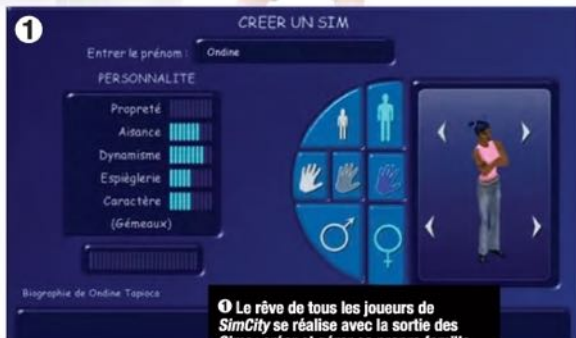 1
CREER UN SIM
Entrer le prénom : Ondine
PERSONNALITE
Propreté
Aisance
Dynamisme
Espièglerie
Caractère
(Gémeaux)
Biographie de Ondine Tapioca
1 Le rêve de tous les joueurs de
SimCity se réalise avec la sortie des